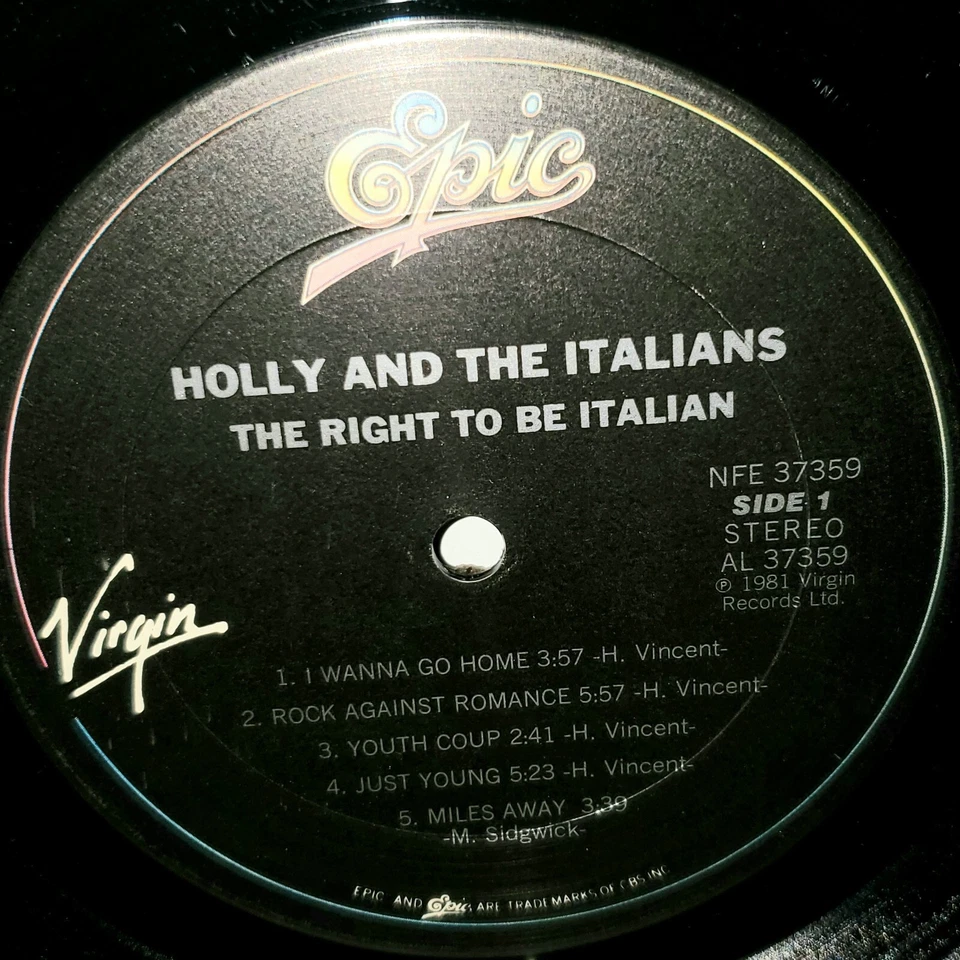 Epic
HOLLY AND THE ITALIANS
THE RIGHT TO BE ITALIAN
NFE 37359
SIDE 1
STEREO
AL 37359
℗ 1981 Virgin
Records Ltd.
Virgin
1. I WANNA GO HOME 3:57 -H. Vincent-
2. ROCK AGAINST ROMANCE 5:57 -H. Vincent-
3. YOUTH COUP 2:41 -H. Vincent-
4. JUST YOUNG 5:23 -H. Vincent-
5. MILES AWAY 3:39
-M. Sidgwick-
EPIC AND Epic ARE TRADEMARKS OF CBS INC.